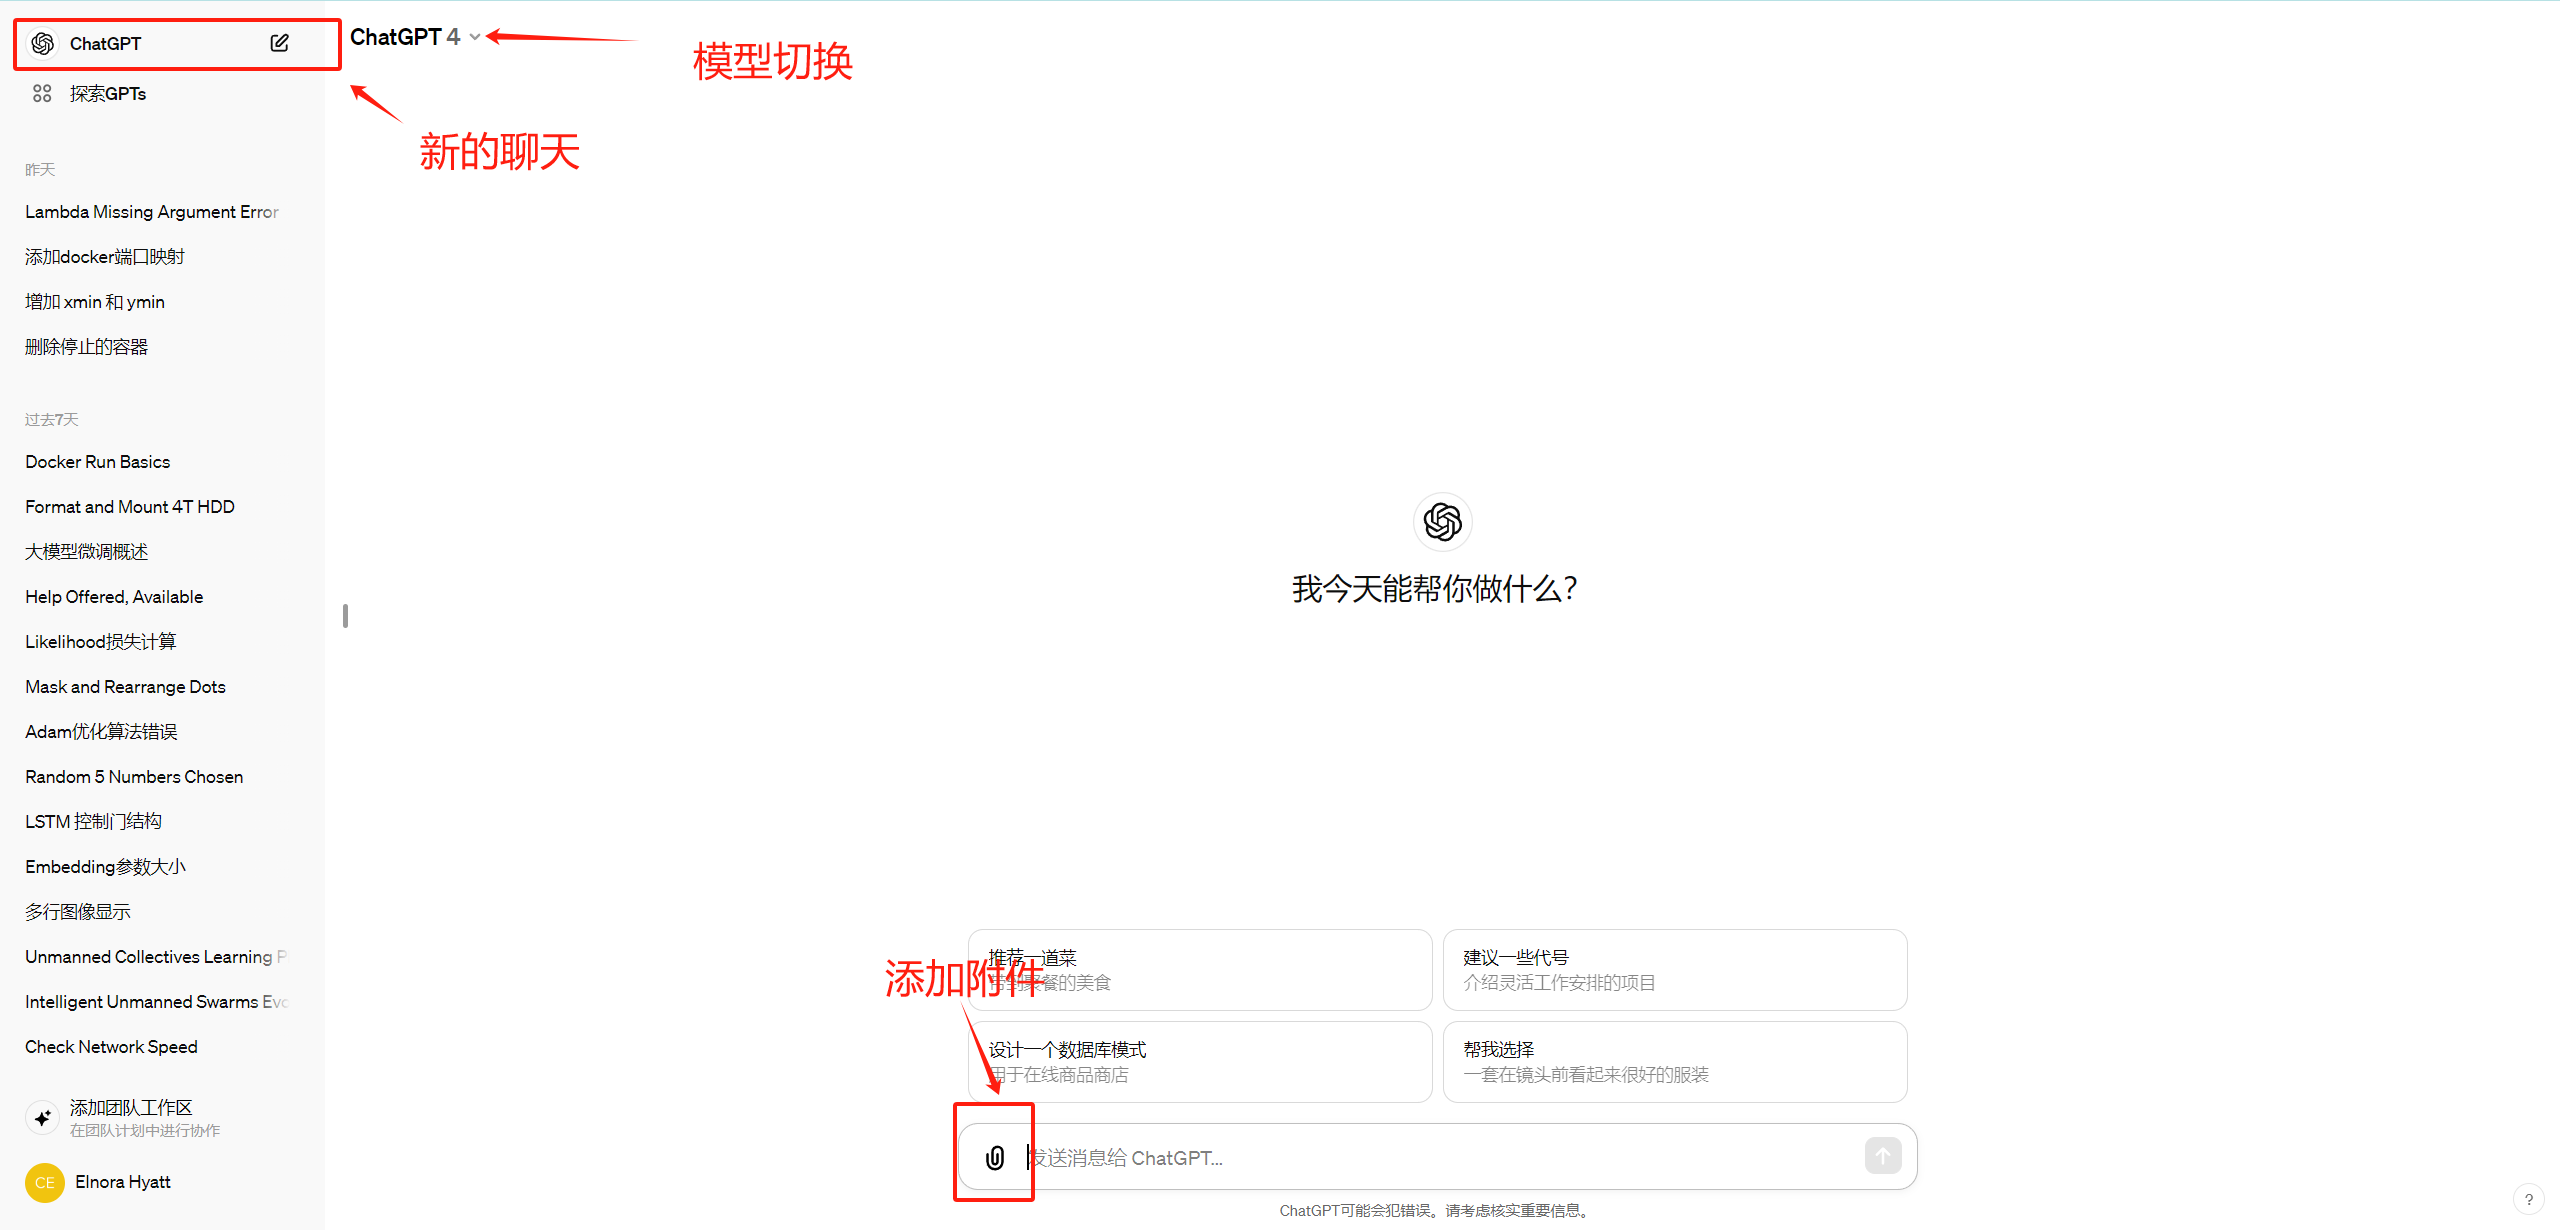 ChatGPT
探索GPTs
昨天
Lambda Missing Argument Error
添加docker端口映射
增加 xmin 和 ymin
删除停止的容器
过去7天
Docker Run Basics
Format and Mount 4T HDD
大模型微调概述
Help Offered, Available
Likelihood损失计算
Mask and Rearrange Dots
Adam优化算法错误
Random 5 Numbers Chosen
LSTM 控制门结构
Embedding参数大小
多行图像显示
Unmanned Collectives Learning P
Intelligent Unmanned Swarms Evo
Check Network Speed
添加团队工作区
在团队计划中进行协作
CE
Elnora Hyatt
ChatGPT 4
模型切换
新的聊天
我今天能帮你做什么?
推荐一道菜
带到聚餐的美食
建议一些代号
介绍灵活工作安排的项目
添加附件
设计一个数据库模式
用于在线商品商店
帮我选择
一套在镜头前看起来很好的服装
发送消息给 ChatGPT...
ChatGPT可能会犯错误。请考虑核实重要信息。
?